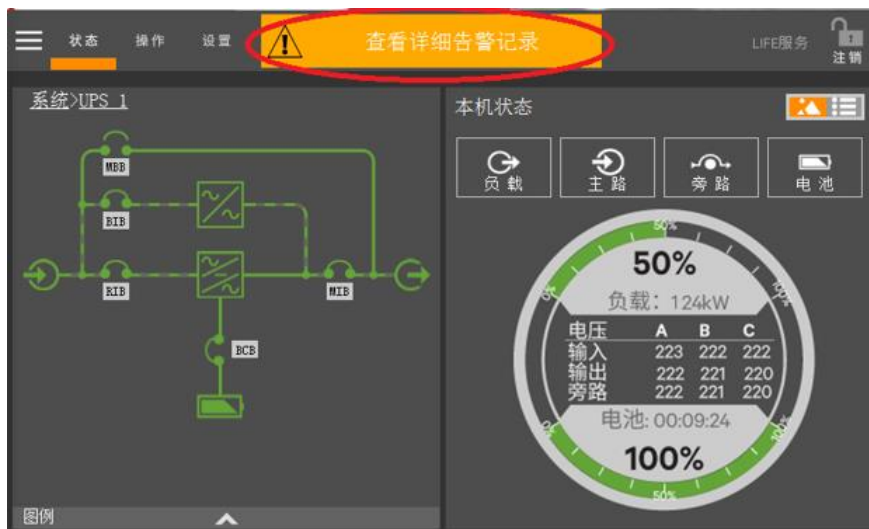 状态 操作 设置 查看详细告警记录 LIFE服务 注销
系统>UPS 1
MBB
BIB
RIB
MIB
BCB
图例
本机状态
负载 主路 旁路 电池
50%
50%
负载: 124kW
0% 100%
电压 A B C
输入 223 222 222
输出 222 221 220
旁路 222 221 220
电池: 00:09:24
0% 100%
100%
50%